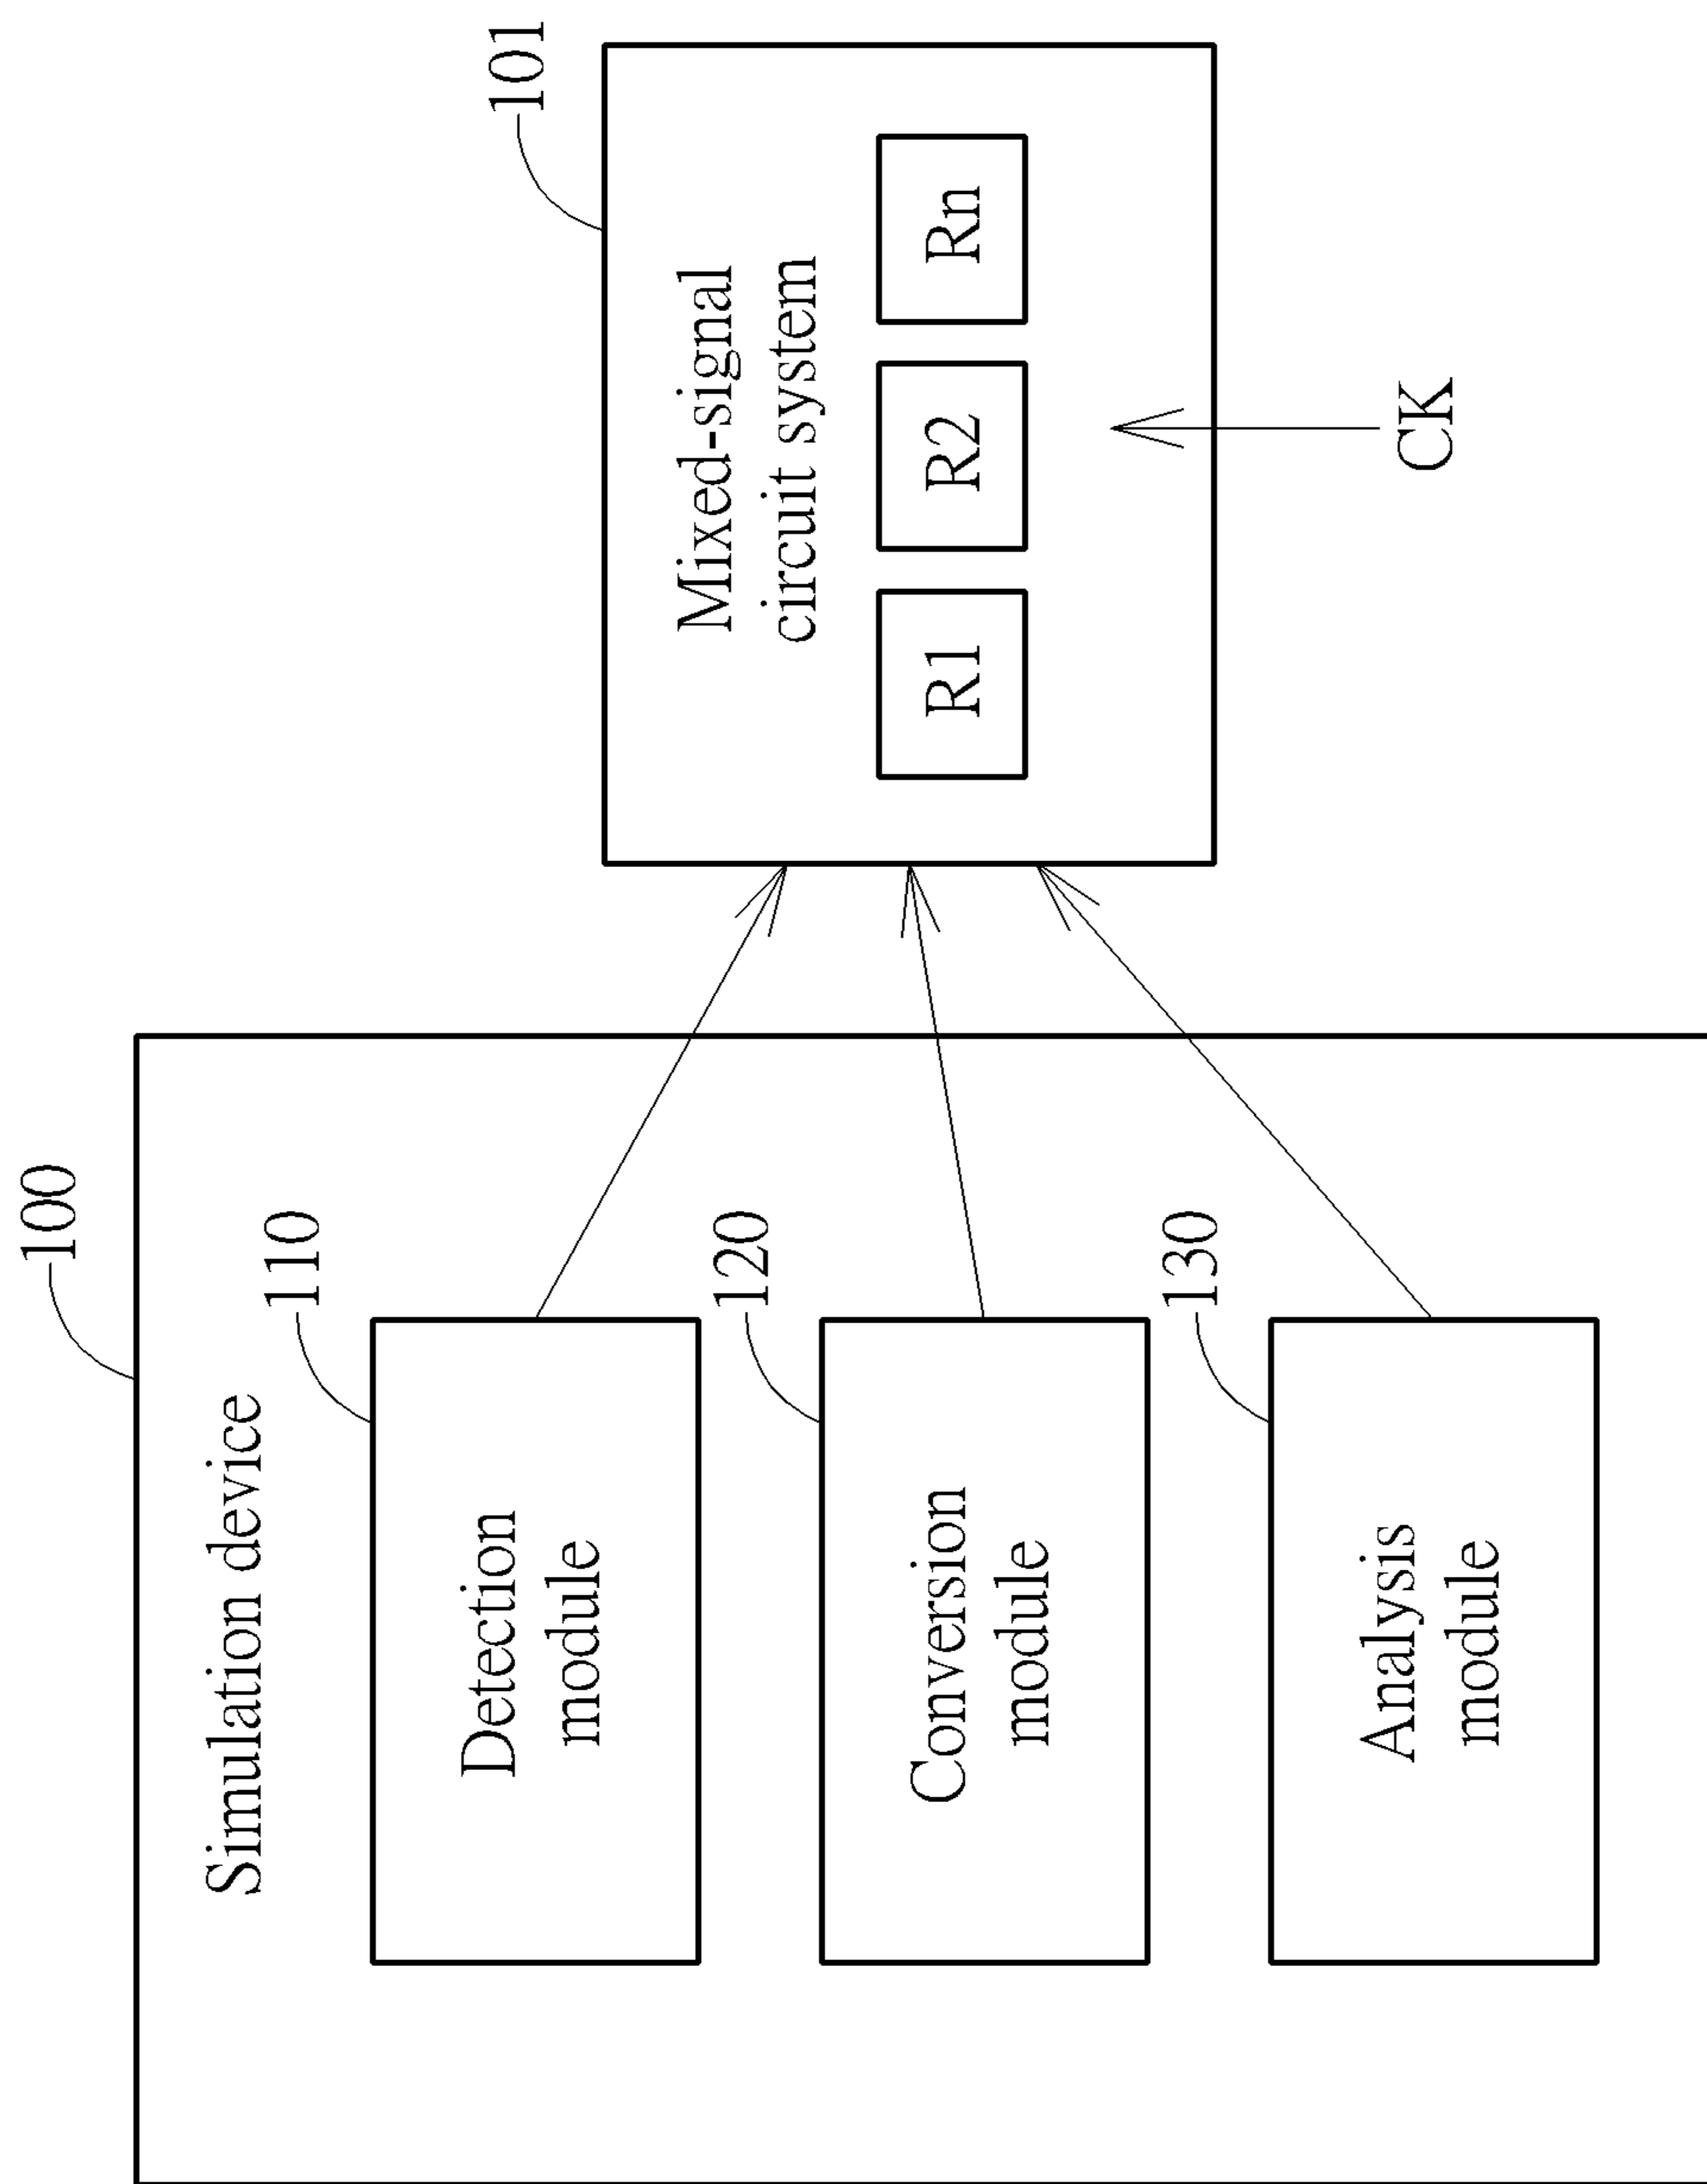 100
Simulation device
110
Detection
module
120
Conversion
module
130
Analysis
module
101
Mixed-signal
circuit system
R1
R2
Rn
CK